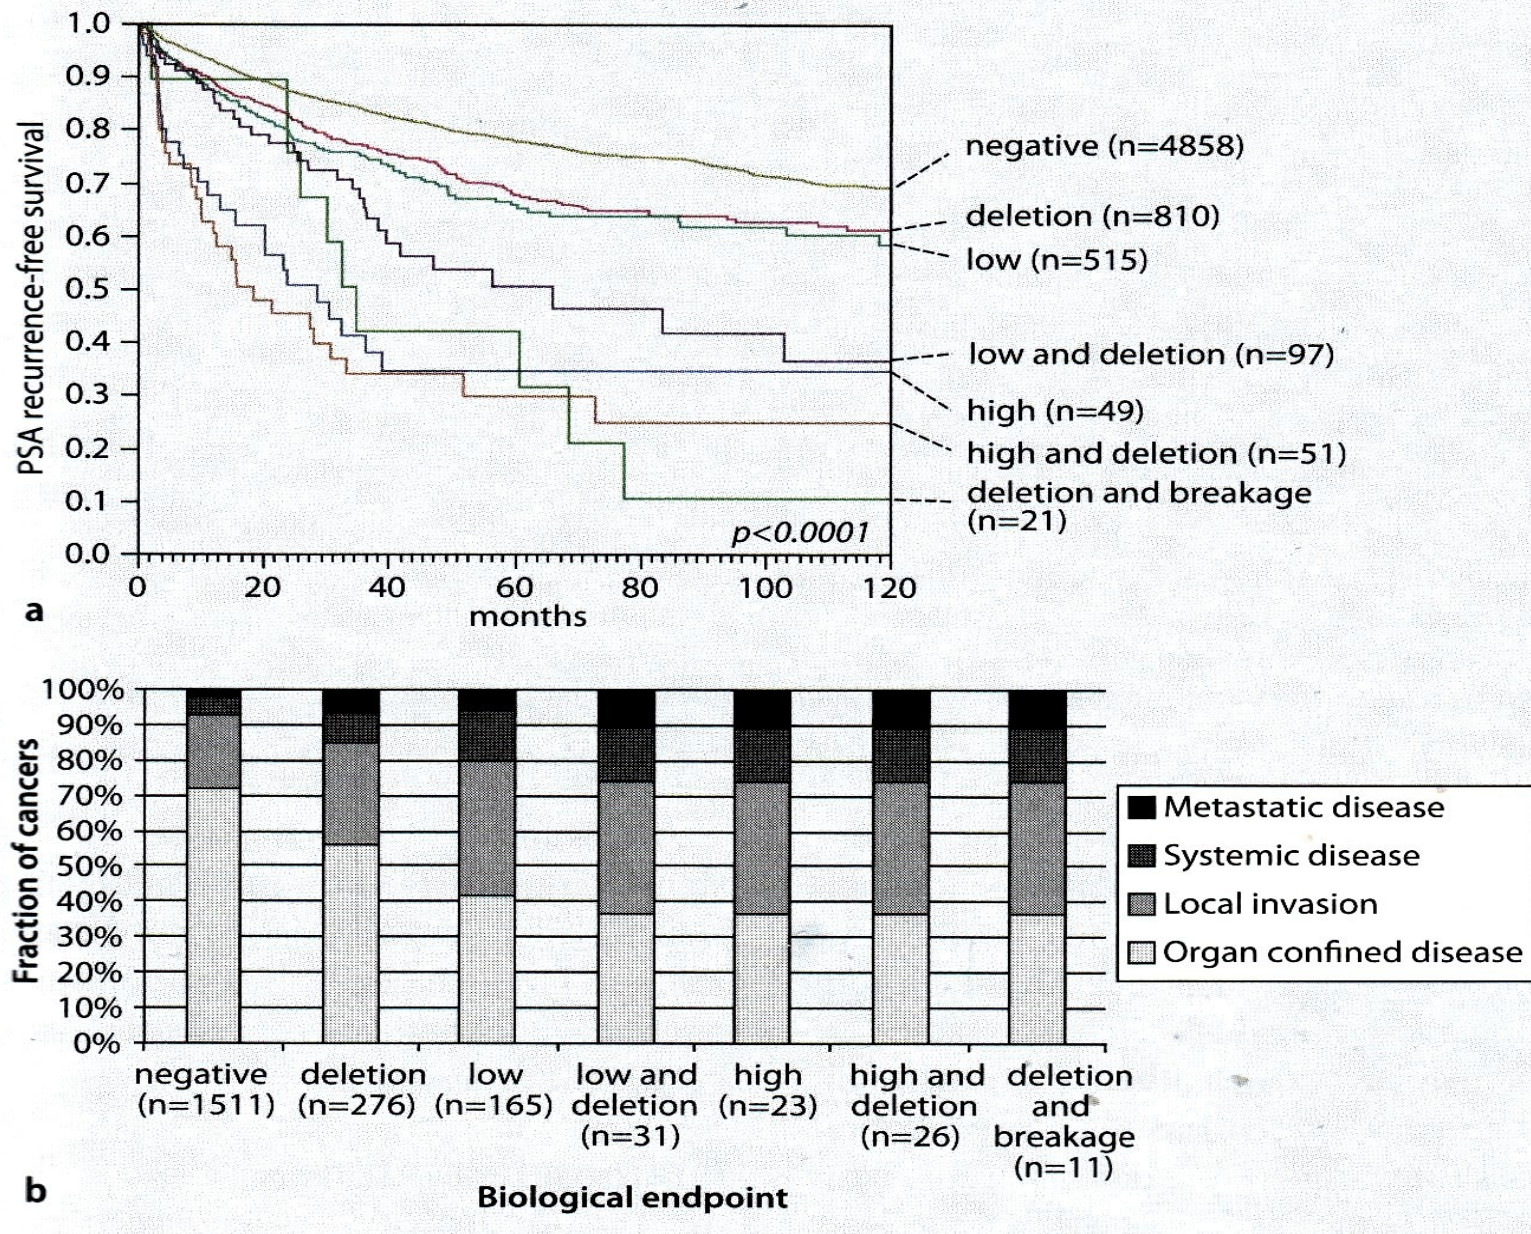 PSA recurrence-free survival
1.0
0.9
0.8
0.7
0.6
0.5
0.4
0.3
0.2
0.1
0.0
0 20 40 60 80 100 120
months
p<0.0001
negative (n=4858)
deletion (n=810)
low (n=515)
low and deletion (n=97)
high (n=49)
high and deletion (n=51)
deletion and breakage
(n=21)
a
Fraction of cancers
100%
90%
80%
70%
60%
50%
40%
30%
20%
10%
0%
negative
(n=1511)
deletion
(n=276)
low
(n=165)
low and
deletion
(n=31)
high
(n=23)
high and
deletion
(n=26)
deletion
and
breakage
(n=11)
Metastatic disease
Systemic disease
Local invasion
Organ confined disease
b
Biological endpoint